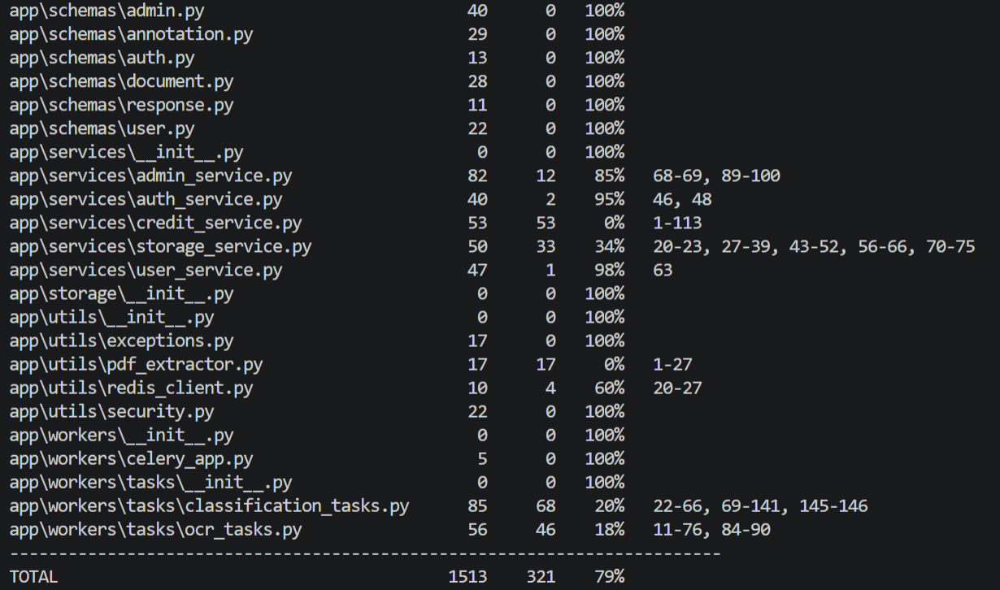 app\schemas\admin.py 40 0 100%
app\schemas\annotation.py 29 0 100%
app\schemas\auth.py 13 0 100%
app\schemas\document.py 28 0 100%
app\schemas\response.py 11 0 100%
app\schemas\user.py 22 0 100%
app\services\__init__.py 0 0 100%
app\services\admin_service.py 82 12 85% 68-69, 89-100
app\services\auth_service.py 40 2 95% 46, 48
app\services\credit_service.py 53 53 0% 1-113
app\services\storage_service.py 50 33 34% 20-23, 27-39, 43-52, 56-66, 70-75
app\services\user_service.py 47 1 98% 63
app\storage\__init__.py 0 0 100%
app\utils\__init__.py 0 0 100%
app\utils\exceptions.py 17 0 100%
app\utils\pdf_extractor.py 17 17 0% 1-27
app\utils\redis_client.py 10 4 60% 20-27
app\utils\security.py 22 0 100%
app\workers\__init__.py 0 0 100%
app\workers\celery_app.py 5 0 100%
app\workers\tasks\__init__.py 0 0 100%
app\workers\tasks\classification_tasks.py 85 68 20% 22-66, 69-141, 145-146
app\workers\tasks\ocr_tasks.py 56 46 18% 11-76, 84-90
-------------------------------------------------------------------------
TOTAL 1513 321 79%